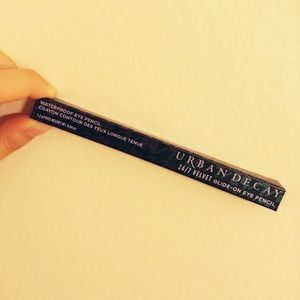 WATERPROOF EYE PENCIL
CRAYON CONTOUR DES YEUX LONGUE TENUE
URBAN DECAY
24/7 VELVET GLIDE-ON EYE PENCIL